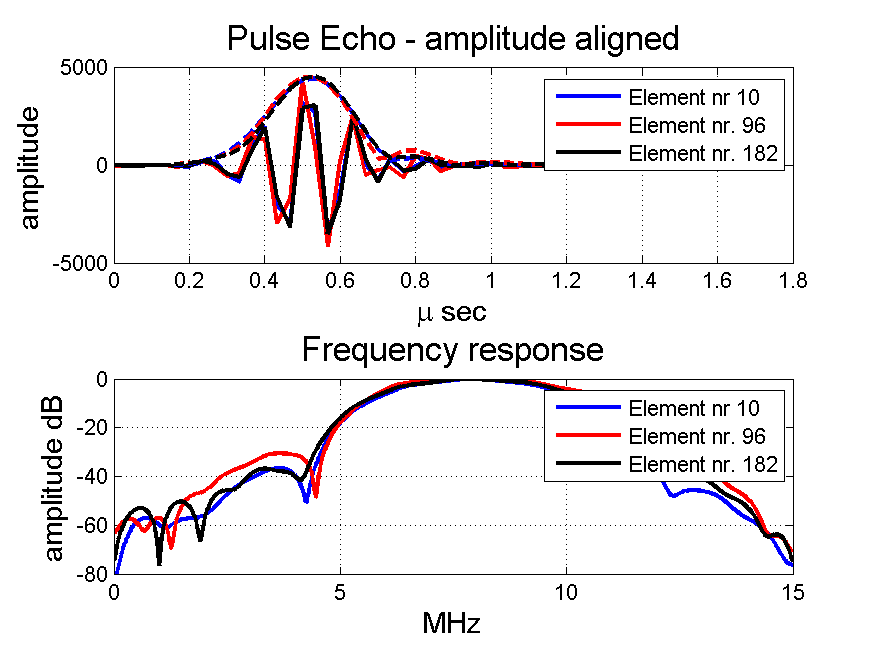 Pulse Echo - amplitude aligned
amplitude
5000
0
-5000
Element nr 10
Element nr. 96
Element nr. 182
0 0.2 0.4 0.6 0.8 1 1.2 1.4 1.6 1.8
μ sec
Frequency response
amplitude dB
0
-20
-40
-60
-80
Element nr 10
Element nr. 96
Element nr. 182
0 5 10 15
MHz